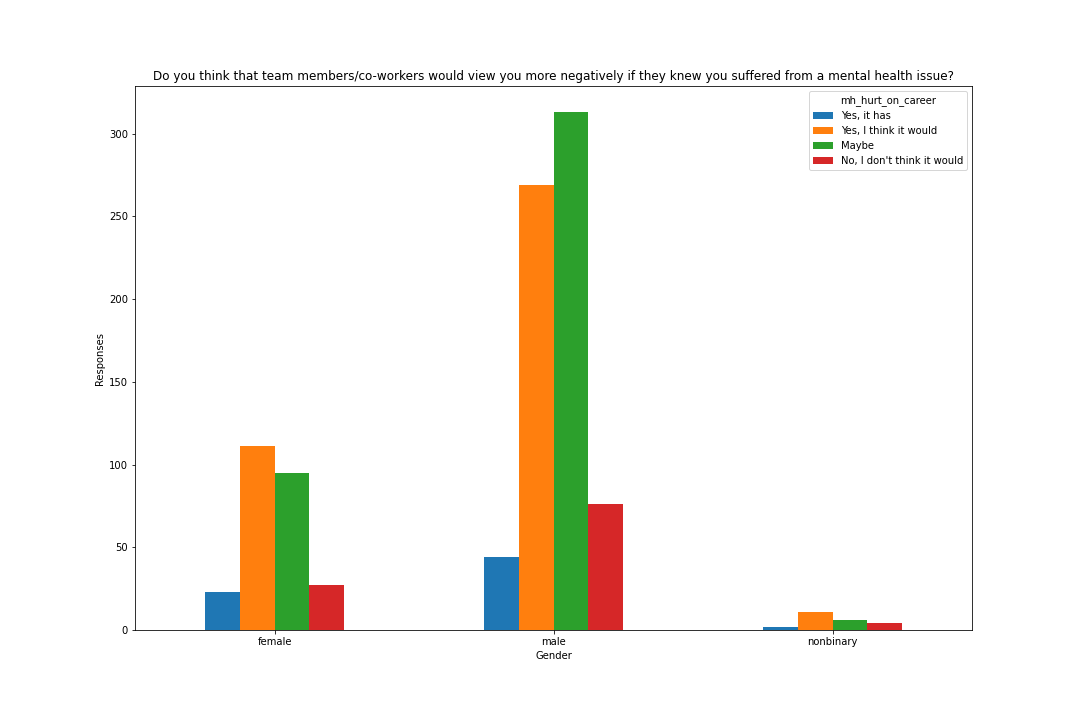 Do you think that team members/co-workers would view you more negatively if they knew you suffered from a mental health issue?
mh_hurt_on_career
Yes, it has
Yes, I think it would
Maybe
No, I don't think it would
Responses
300
250
200
150
100
50
0
female
male
nonbinary
Gender